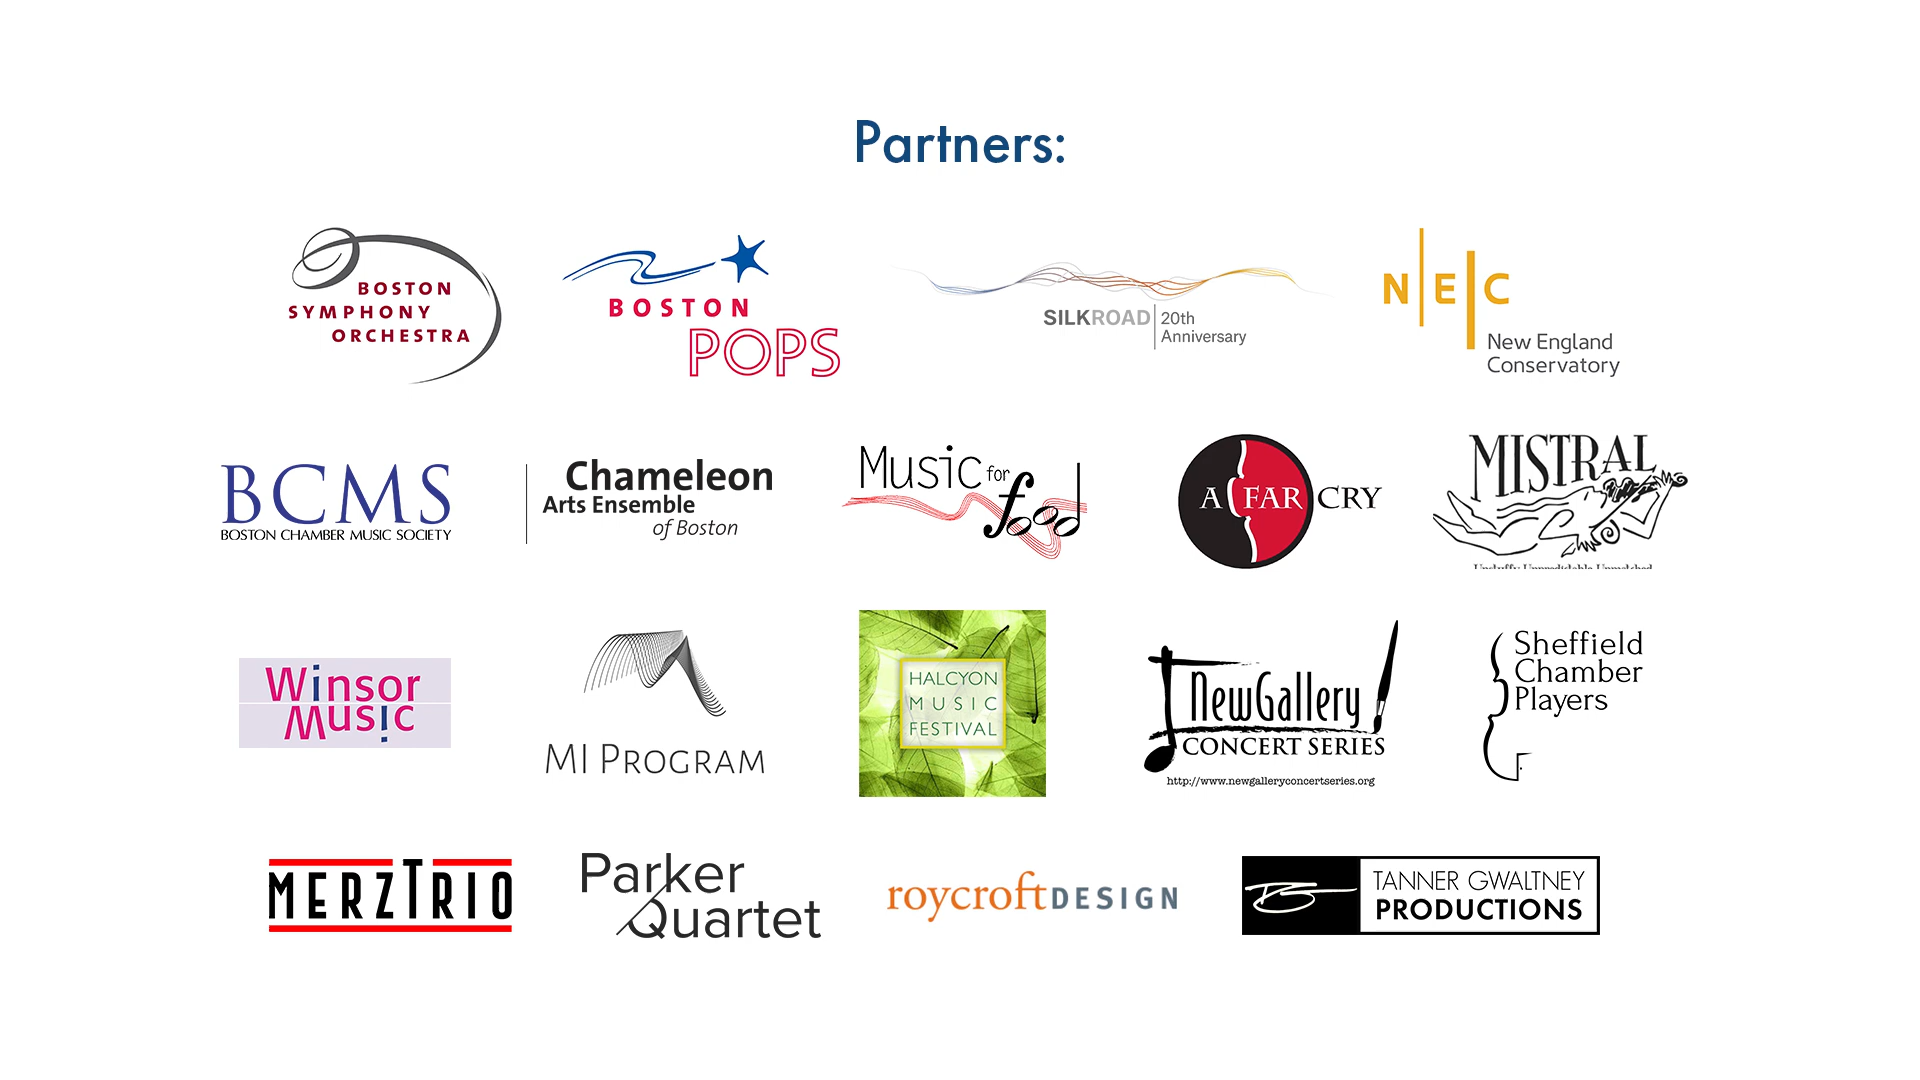 Partners:
BOSTON
SYMPHONY
ORCHESTRA
BOSTON
POPS
SILKROAD
20th
Anniversary
NEC
New England
Conservatory
BCMS
BOSTON CHAMBER MUSIC SOCIETY
Chameleon
Arts Ensemble
of Boston
Music for
food
A FAR CRY
MISTRAL
Winsor
Music
MI PROGRAM
HALCYON
MUSIC
FESTIVAL
NewGallery
CONCERT SERIES
http://www.newgalleryconcertseries.org
Sheffield
Chamber
Players
MERZTRIO
Parker
Quartet
roycroftDESIGN
TANNER GWALTNEY
PRODUCTIONS